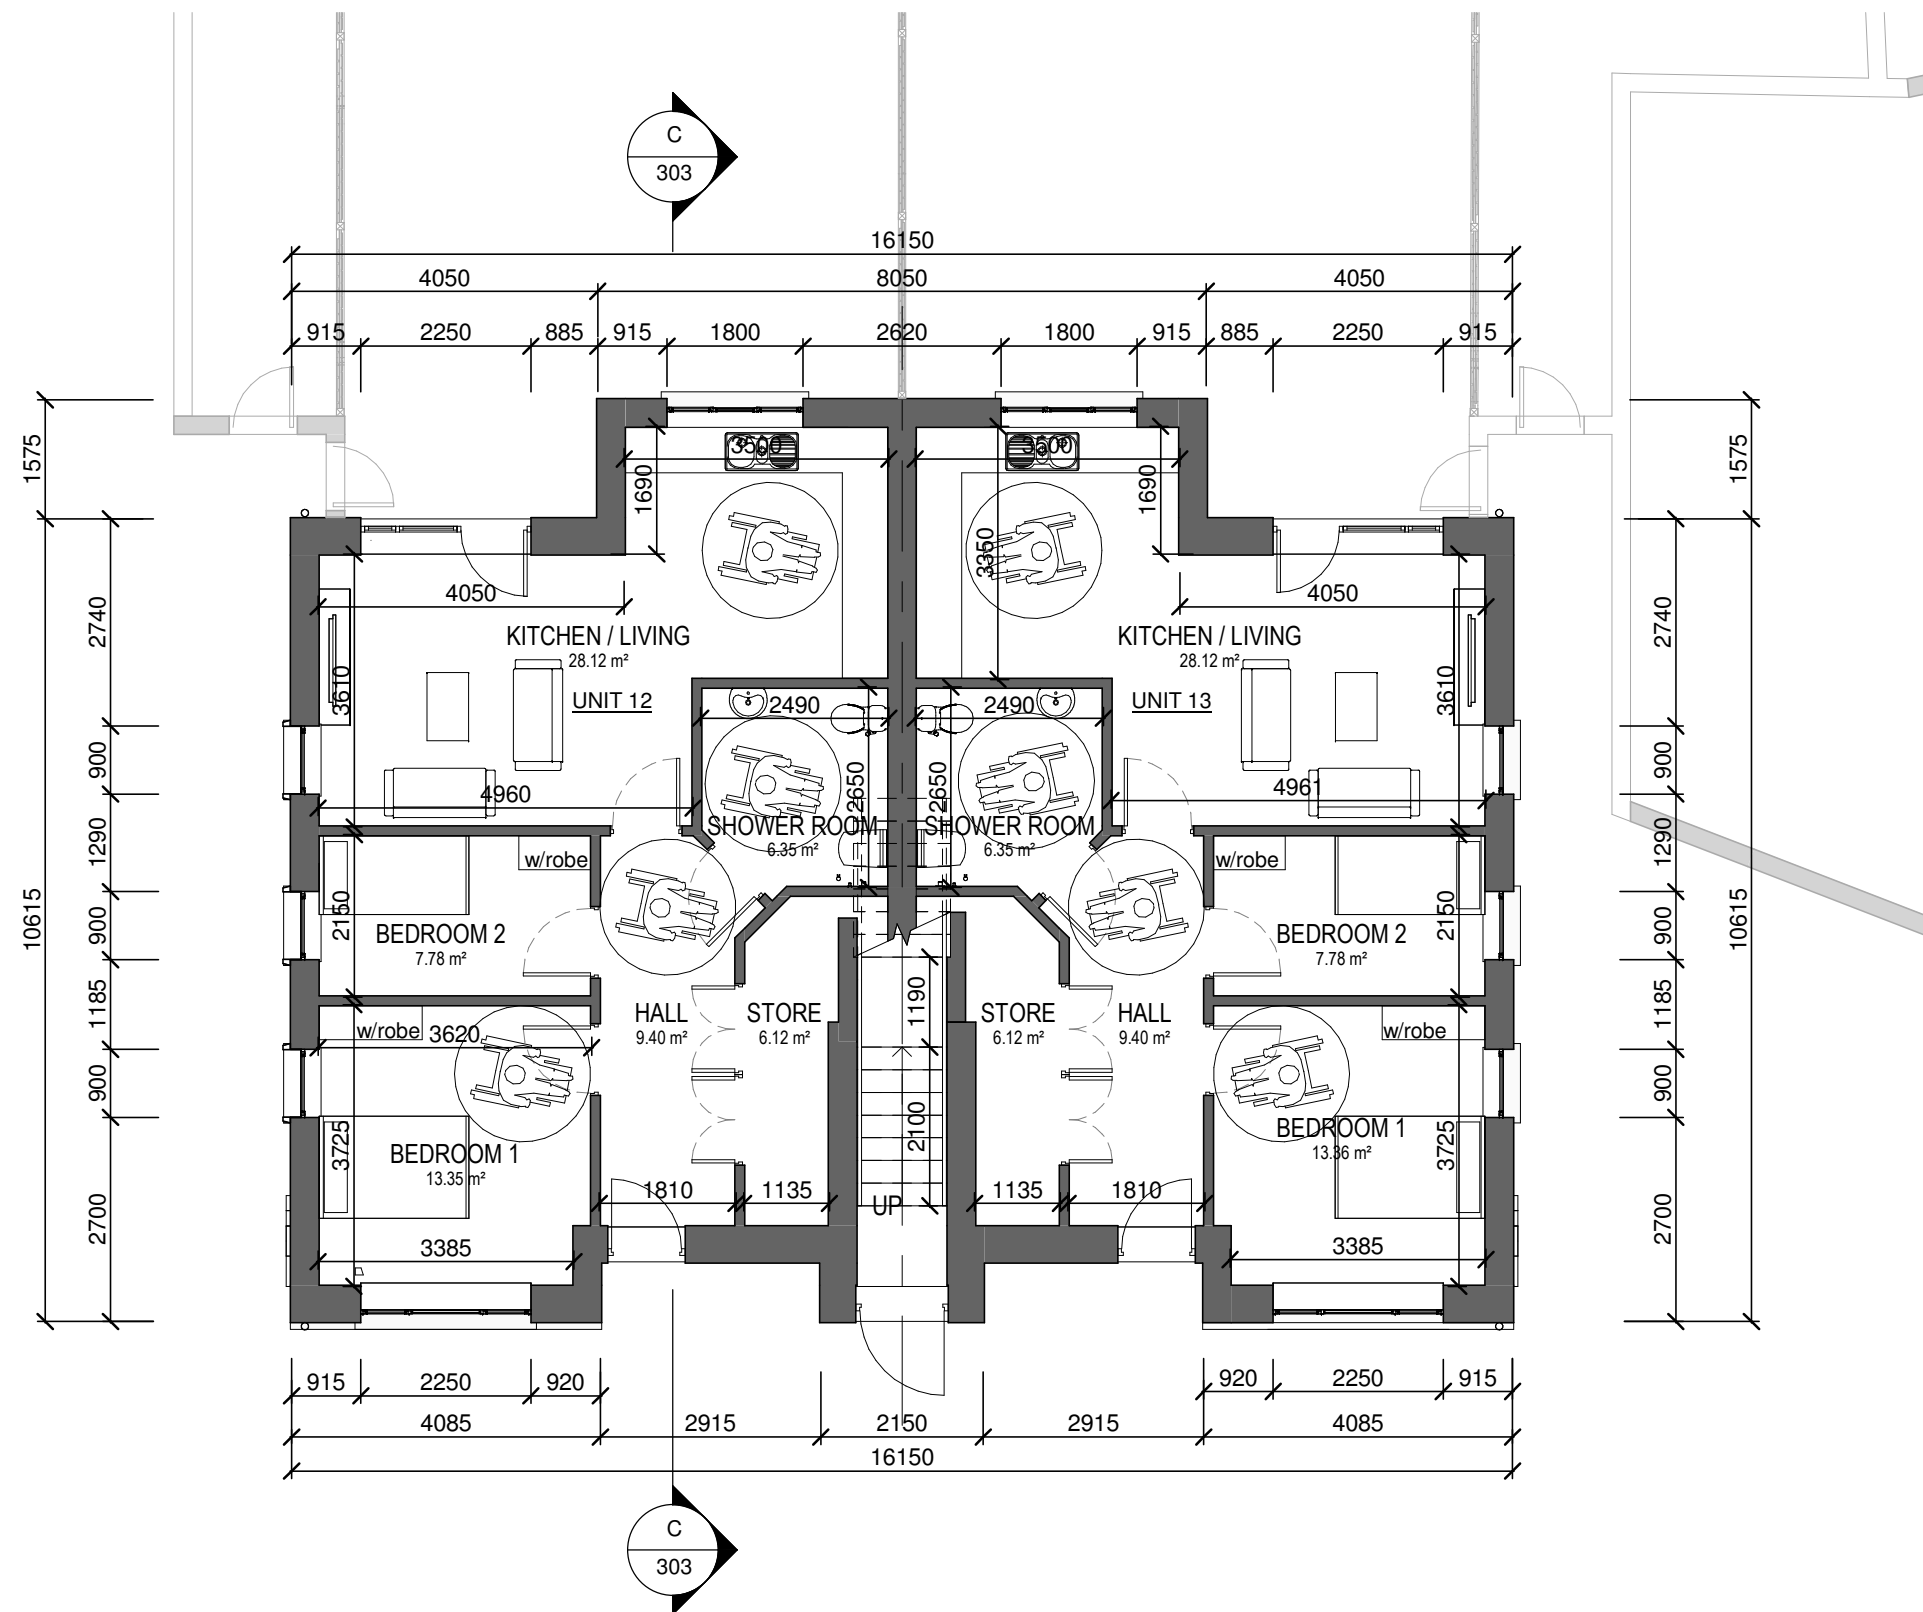 C
303
16150
4050 8050 4050
915 2250 885 915 1800 2620 1800 915 885 2250 915
1575 1575
3500 3500
1690 1690
3350
10615 10615
2740 2740
900 900
1290 1290
900 900
1185 1185
900 900
2700 2700
4050 4050
KITCHEN / LIVING KITCHEN / LIVING
28.12 m² 28.12 m²
3610 3610
UNIT 12 UNIT 13
2490 2490
2650 2650
4960 4961
SHOWER ROOM SHOWER ROOM
6.35 m² 6.35 m²
w/robe w/robe
2150 2150
BEDROOM 2 BEDROOM 2
7.78 m² 7.78 m²
1190
HALL STORE STORE HALL
9.40 m² 6.12 m² 6.12 m² 9.40 m²
w/robe 3620 w/robe
2100
3725 3725
BEDROOM 1 BEDROOM 1
13.35 m² 13.36 m²
1810 1135 UP 1135 1810
3385 3385
915 2250 920 920 2250 915
4085 2915 2150 2915 4085
16150
C
303